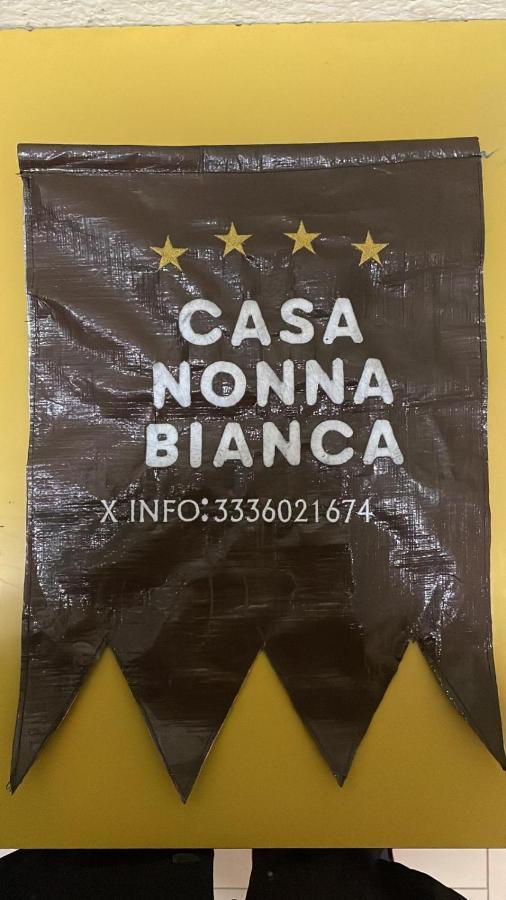 CASA
NONNA
BIANCA
X INFO:3336021674